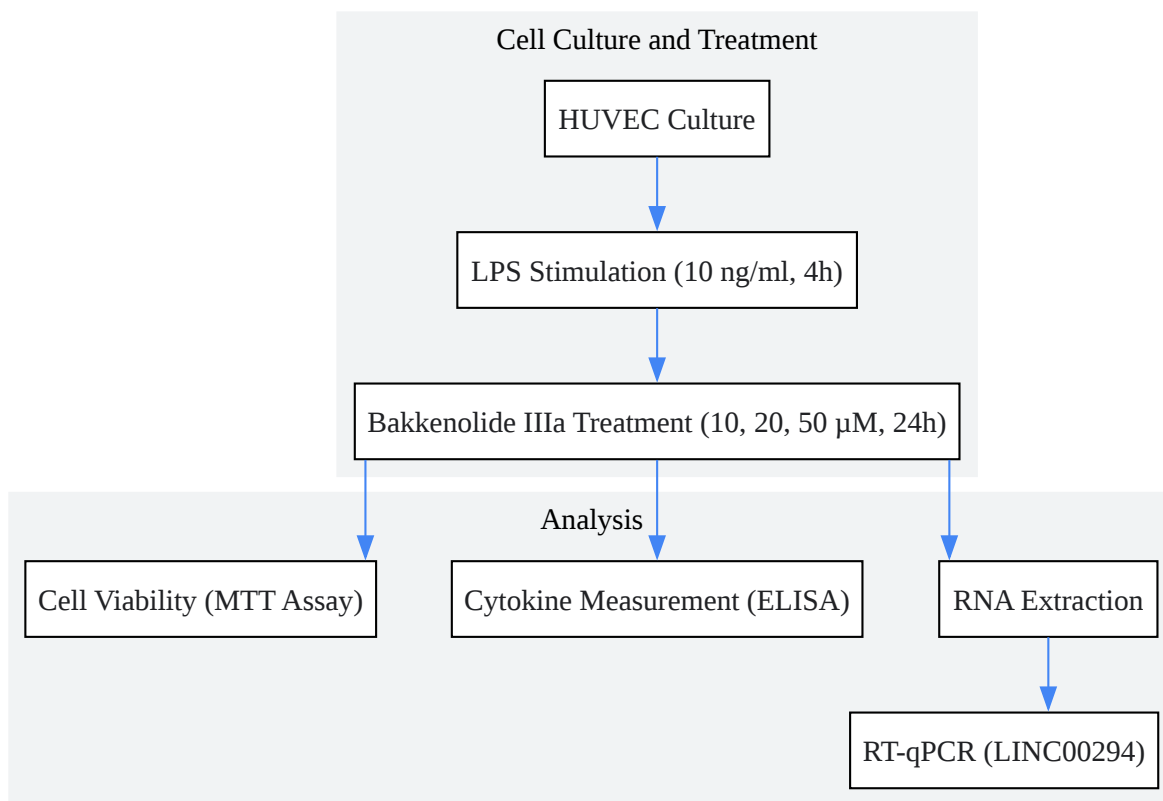 Cell Culture and Treatment
HUVEC Culture
LPS Stimulation (10 ng/ml, 4h)
Bakkenolide IIIa Treatment (10, 20, 50 µM, 24h)
Analysis
Cell Viability (MTT Assay)
Cytokine Measurement (ELISA)
RNA Extraction
RT-qPCR (LINC00294)